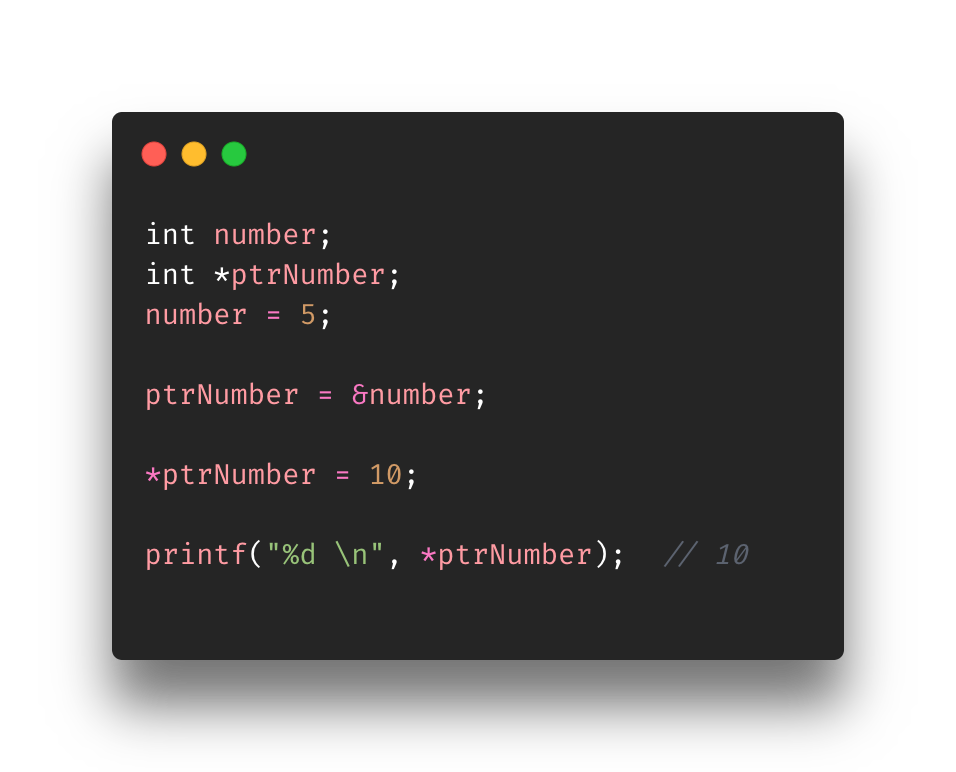 int number;
int *ptrNumber;
number = 5;
ptrNumber = &number;
*ptrNumber = 10;
printf("%d \n", *ptrNumber);  // 10